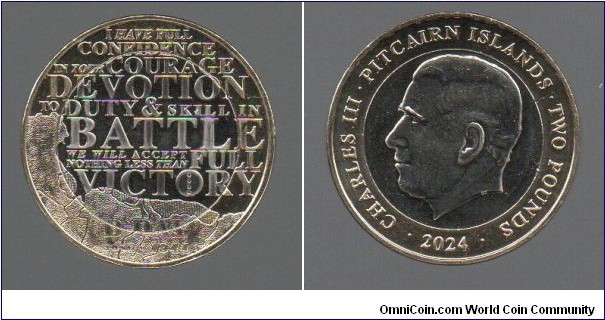 I HAVE FULL
CONFIDENCE
IN YOUR COURAGE
DEVOTION
TO DUTY & SKILL IN
BATTLE
WE WILL ACCEPT FULL
NOTHING LESS THAN
VICTORY
CHARLES III · PITCAIRN ISLANDS · TWO POUNDS
· 2024 ·
OmniCoin.com World Coin Community